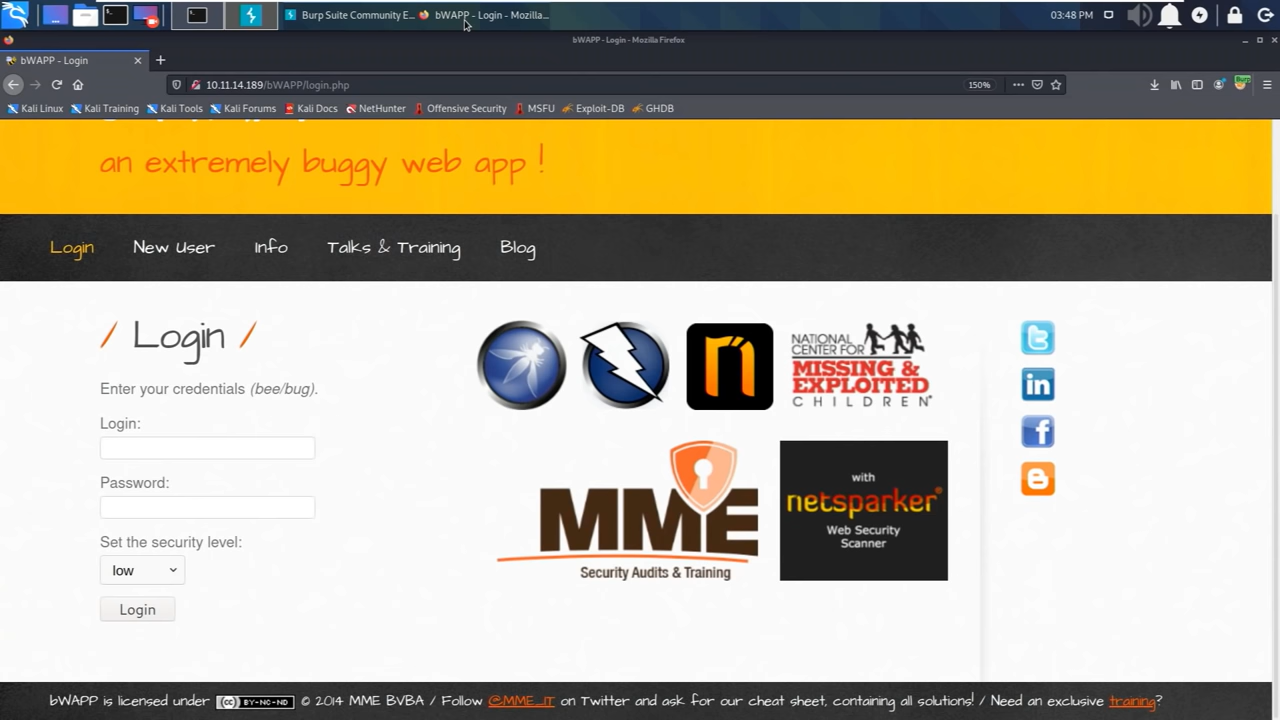 Burp Suite Community E...
bWAPP - Login - Mozilla...
03:48 PM
bWAPP - Login - Mozilla Firefox
bWAPP - Login
10.11.14.189/bWAPP/login.php
150%
Burp
Kali Linux
Kali Training
Kali Tools
Kali Forums
Kali Docs
NetHunter
Offensive Security
MSFU
Exploit-DB
GHDB
an extremely buggy web app !
Login
New User
Info
Talks & Training
Blog
/ Login /
Enter your credentials (bee/bug).
Login:
Password:
Set the security level:
low
Login
NATIONAL
CENTER FOR
MISSING &
EXPLOITED
CHILDREN®
MME
Security Audits & Training
with
netsparker®
Web Security
Scanner
bWAPP is licensed under (cc) BY-NC-ND © 2014 MME BVBA / Follow @MME_IT on Twitter and ask for our cheat sheet, containing all solutions! / Need an exclusive training?